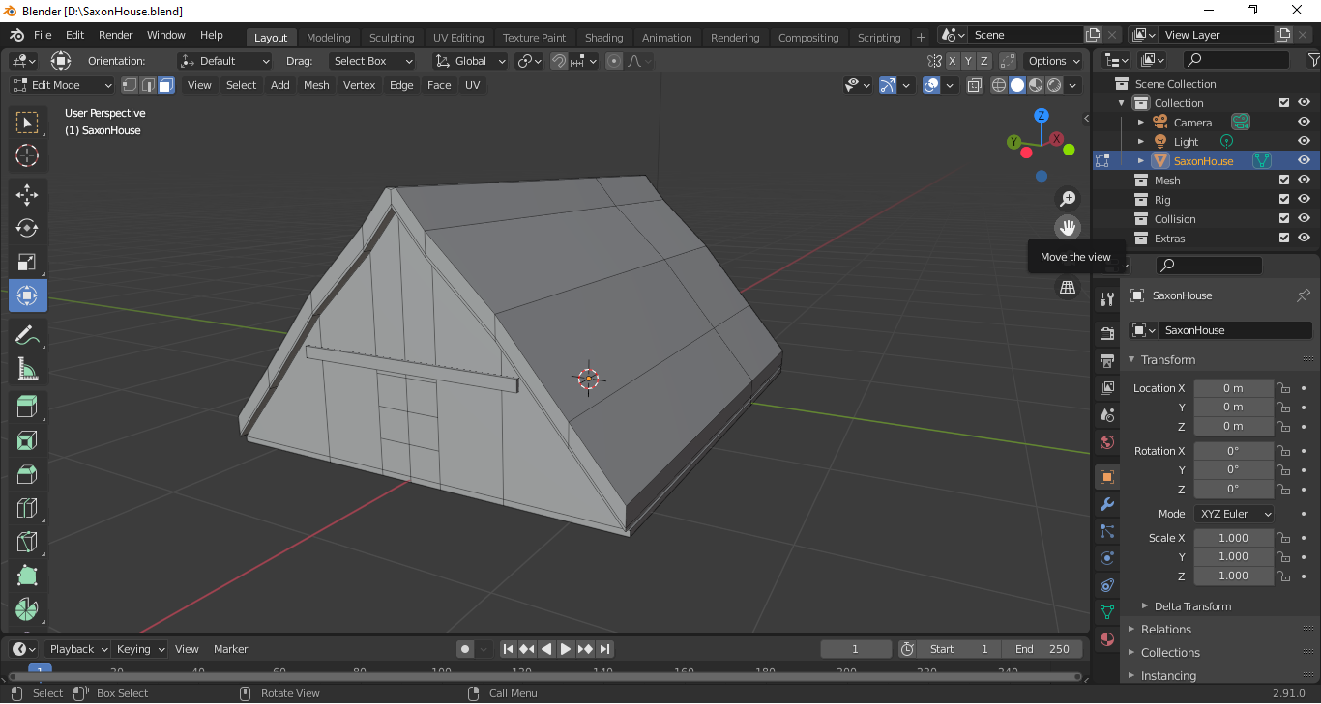 Blender [D:\SaxonHouse.blend]
File Edit Render Window Help Layout Modeling Sculpting UV Editing Texture Paint Shading Animation Rendering Compositing Scripting + Scene View Layer
Orientation: Default Drag: Select Box Global X Y Z Options
Edit Mode View Select Add Mesh Vertex Edge Face UV
User Perspective
(1) SaxonHouse
Z
Y
X
Move the view
Scene Collection
Collection
Camera
Light
SaxonHouse
Mesh
Rig
Collision
Extras
SaxonHouse
SaxonHouse
Transform
Location X 0 m
Y 0 m
Z 0 m
Rotation X 0°
Y 0°
Z 0°
Mode XYZ Euler
Scale X 1.000
Y 1.000
Z 1.000
Delta Transform
Relations
Collections
Instancing
Playback Keying View Marker 1 Start 1 End 250
1 20 40 60 80 100 120 140 160 180 200 220 240
Select Box Select Rotate View Call Menu 2.91.0